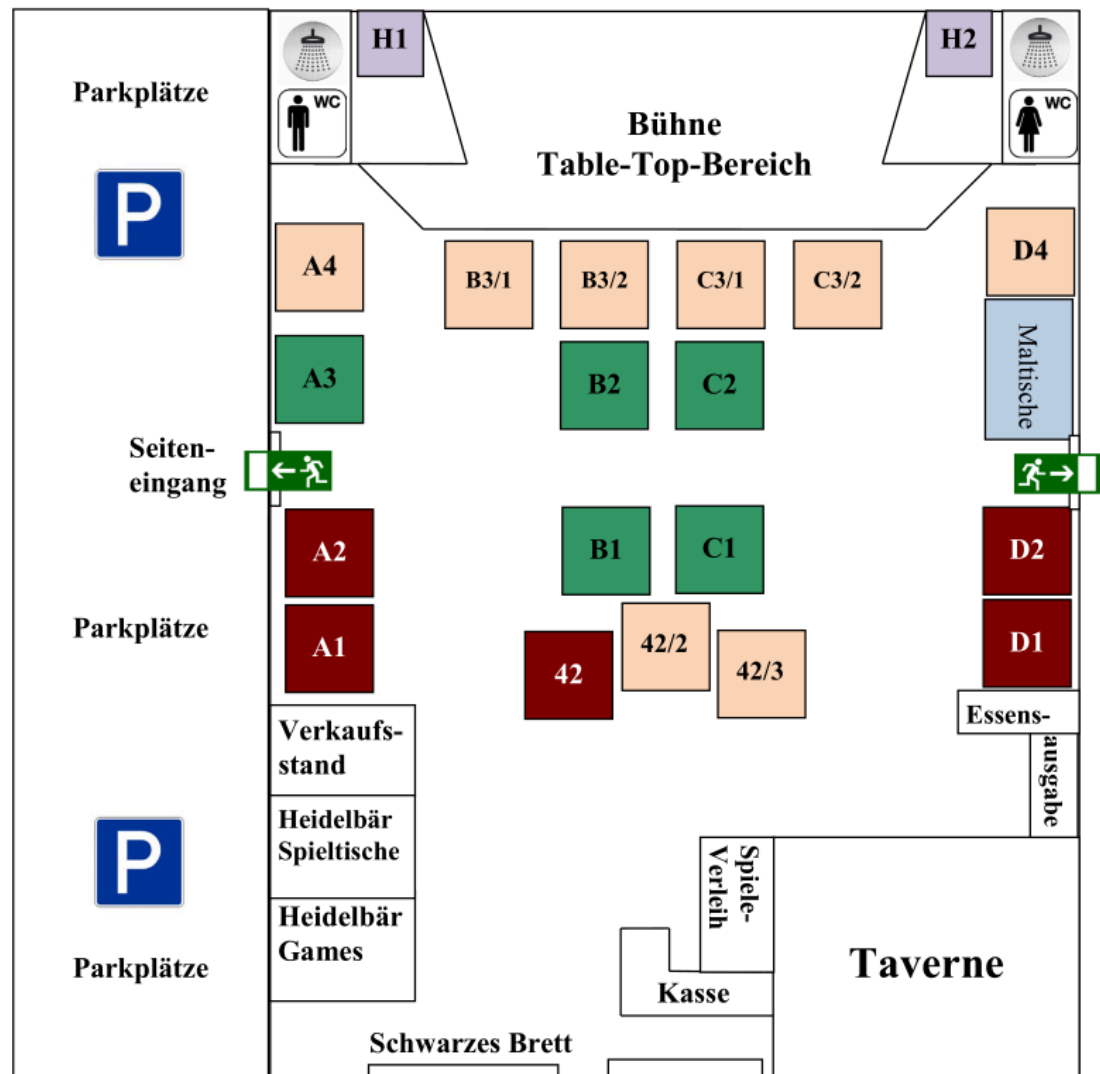 H1
H2
WC
WC
Parkplätze
Bühne
Table-Top-Bereich
P
A4
B3/1
B3/2
C3/1
C3/2
D4
A3
B2
C2
Maltische
Seiten-
eingang
A2
B1
C1
D2
Parkplätze
A1
42
42/2
42/3
D1
Verkaufs-
stand
Essens-
ausgabe
Heidelbär
Spieltische
P
Spiele-
Verleih
Heidelbär
Games
Taverne
Parkplätze
Kasse
Schwarzes Brett